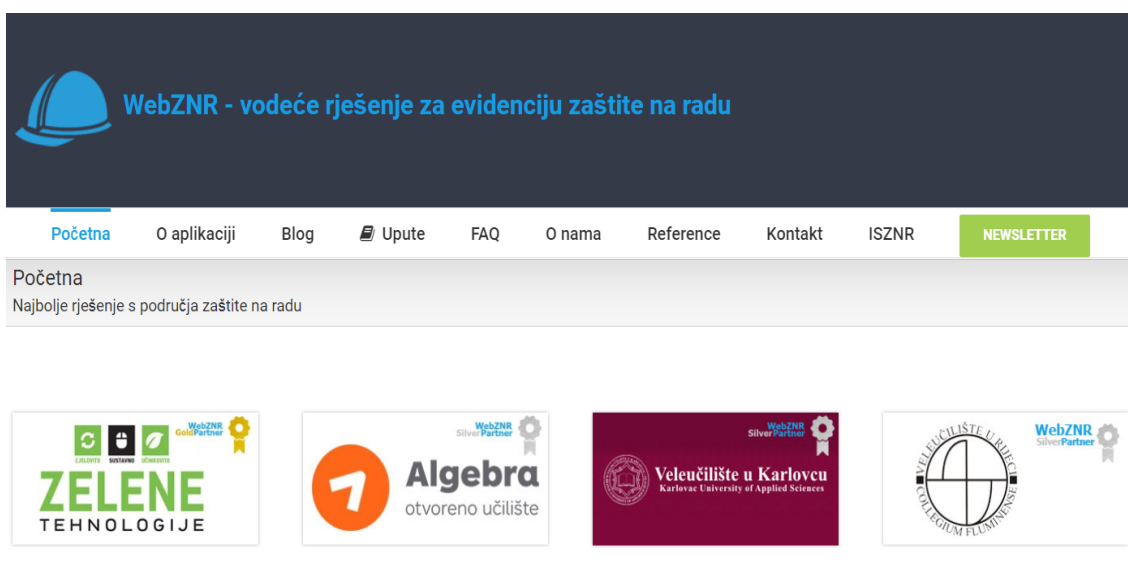 WebZNR - vodeće rješenje za evidenciju zaštite na radu
Početna
O aplikaciji
Blog
Upute
FAQ
O nama
Reference
Kontakt
ISZNR
NEWSLETTER
Početna
Najbolje rješenje s područja zaštite na radu
WebZNR
GoldPartner
CJELOVITO SUSTAVNO UČINKOVITO
ZELENE
TEHNOLOGIJE
WebZNR
SilverPartner
Algebra
otvoreno učilište
WebZNR
SilverPartner
Veleučilište u Karlovcu
Karlovac University of Applied Sciences
WebZNR
SilverPartner
VELEUČILIŠTE U RIJECI
COLLEGIUM FLUMINENSE